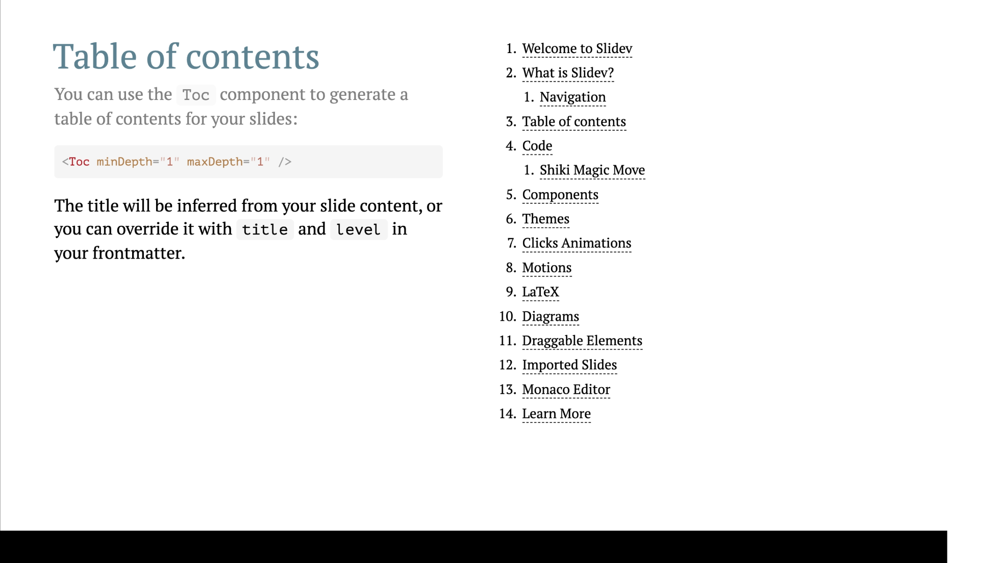 Table of contents
You can use the Toc component to generate a
table of contents for your slides:
<Toc minDepth="1" maxDepth="1" />
The title will be inferred from your slide content, or
you can override it with title and level in
your frontmatter.
1. Welcome to Slidev
2. What is Slidev?
1. Navigation
3. Table of contents
4. Code
1. Shiki Magic Move
5. Components
6. Themes
7. Clicks Animations
8. Motions
9. LaTeX
10. Diagrams
11. Draggable Elements
12. Imported Slides
13. Monaco Editor
14. Learn More